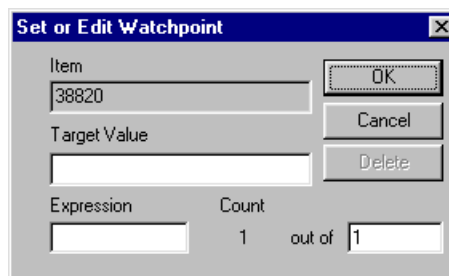 Set or Edit Watchpoint
Item
OK
38820
Cancel
Target Value
Delete
Expression Count
1 out of 1